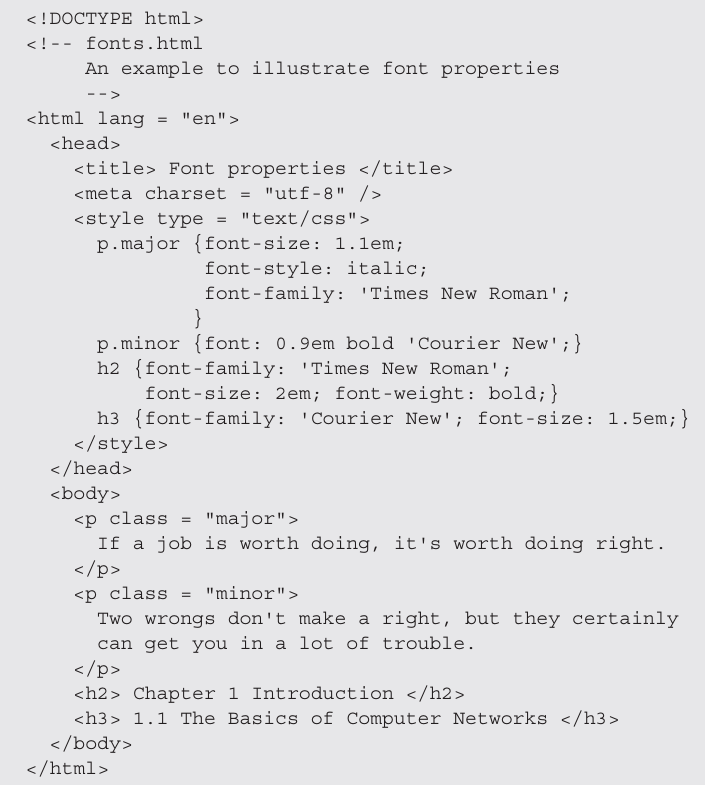 <!DOCTYPE html>
<!-- fonts.html
     An example to illustrate font properties
     -->
<html lang = "en">
  <head>
    <title> Font properties </title>
    <meta charset = "utf-8" />
    <style type = "text/css">
      p.major {font-size: 1.1em;
               font-style: italic;
               font-family: 'Times New Roman';
              }
      p.minor {font: 0.9em bold 'Courier New';}
      h2 {font-family: 'Times New Roman';
          font-size: 2em; font-weight: bold;}
      h3 {font-family: 'Courier New'; font-size: 1.5em;}
    </style>
  </head>
  <body>
    <p class = "major">
      If a job is worth doing, it's worth doing right.
    </p>
    <p class = "minor">
      Two wrongs don't make a right, but they certainly
      can get you in a lot of trouble.
    </p>
    <h2> Chapter 1 Introduction </h2>
    <h3> 1.1 The Basics of Computer Networks </h3>
  </body>
</html>